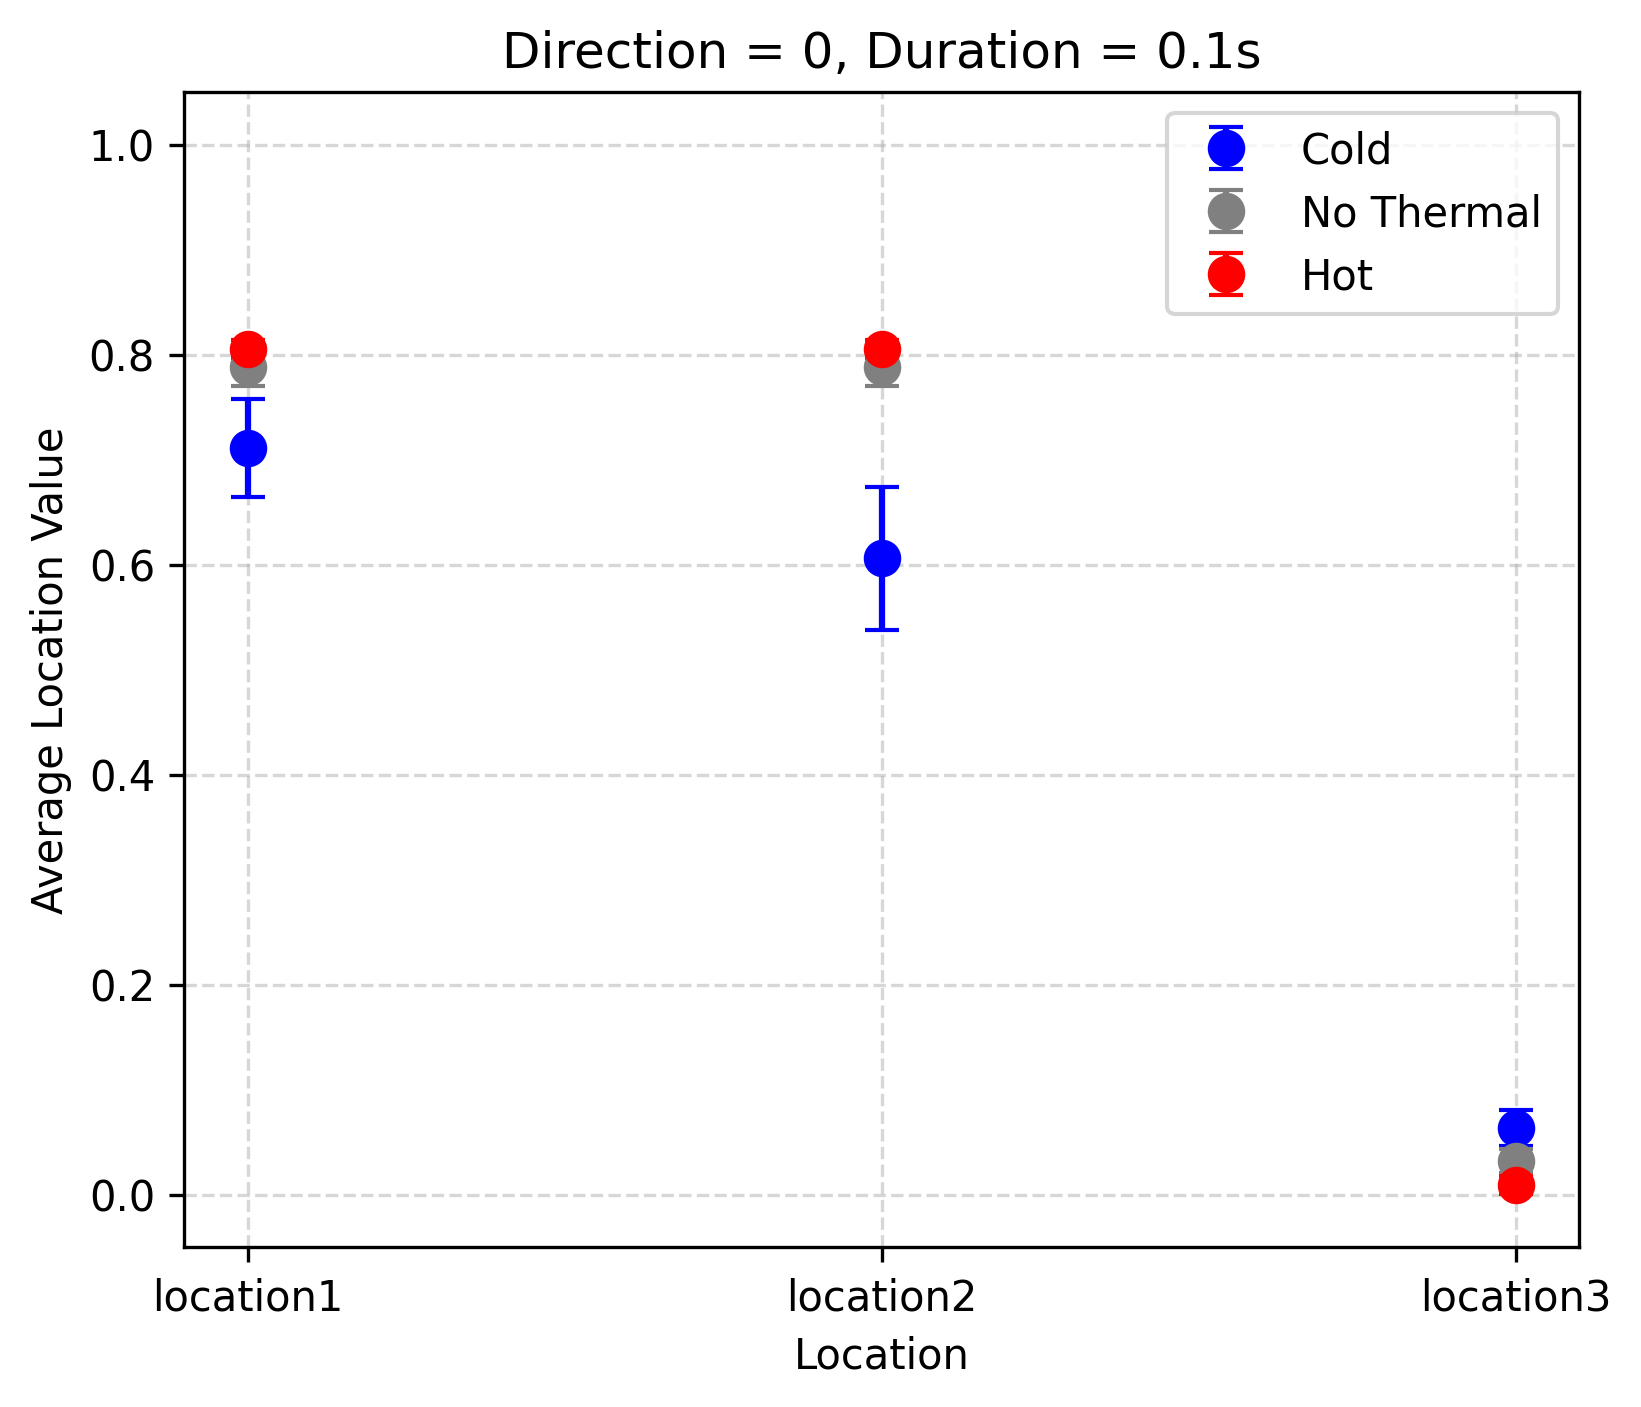 Direction = 0, Duration = 0.1s
Cold
No Thermal
Hot
1.0
0.8
0.6
0.4
0.2
0.0
Average Location Value
location1
location2
location3
Location